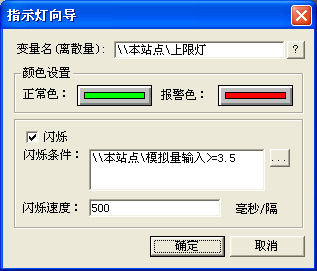 指示灯向导
变量名(离散量): \\本站点\上限灯 ?
颜色设置
正常色: 报警色:
闪烁
闪烁条件: \\本站点\模拟量输入>=3.5 ...
闪烁速度: 500 毫秒/隔
确定 取消